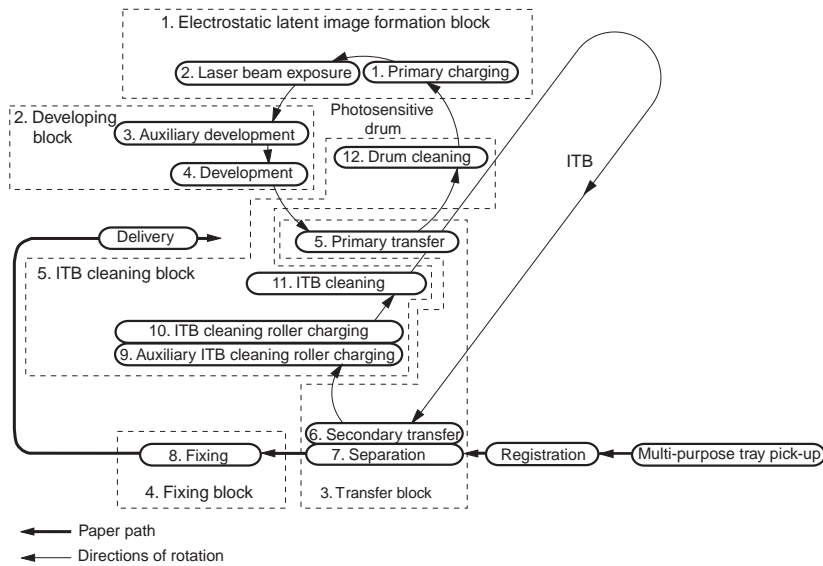 1. Electrostatic latent image formation block
2. Laser beam exposure
1. Primary charging
2. Developing
block
3. Auxiliary development
4. Development
Photosensitive
drum
12. Drum cleaning
ITB
Delivery
5. Primary transfer
5. ITB cleaning block
11. ITB cleaning
10. ITB cleaning roller charging
9. Auxiliary ITB cleaning roller charging
6. Secondary transfer
7. Separation
8. Fixing
Registration
Multi-purpose tray pick-up
4. Fixing block
3. Transfer block
Paper path
Directions of rotation